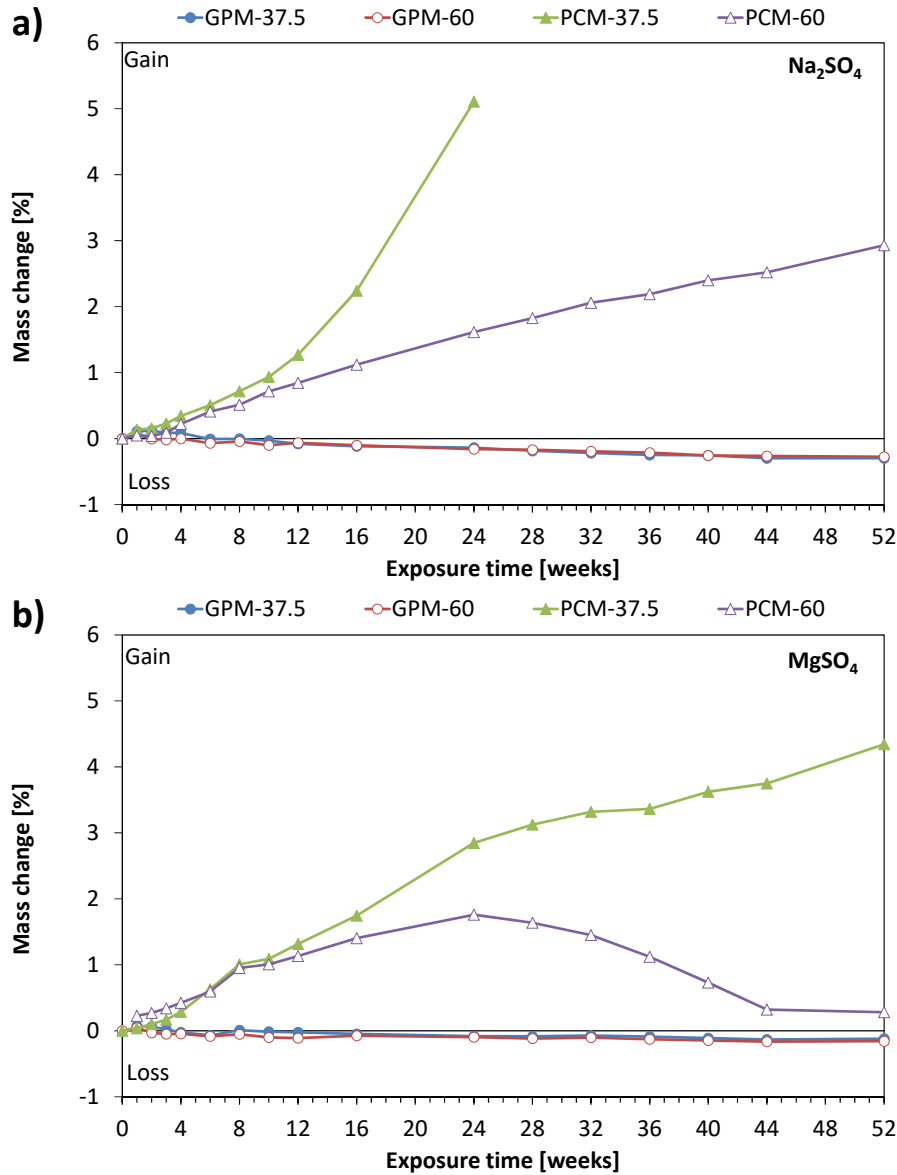 a)
GPM-37.5 GPM-60 PCM-37.5 PCM-60
6
Gain
Na₂SO₄
5
4
3
2
1
0
Loss
-1
0 4 8 12 16 20 24 28 32 36 40 44 48 52
Mass change [%]
Exposure time [weeks]
b)
GPM-37.5 GPM-60 PCM-37.5 PCM-60
6
Gain
MgSO₄
5
4
3
2
1
0
Loss
-1
0 4 8 12 16 20 24 28 32 36 40 44 48 52
Mass change [%]
Exposure time [weeks]